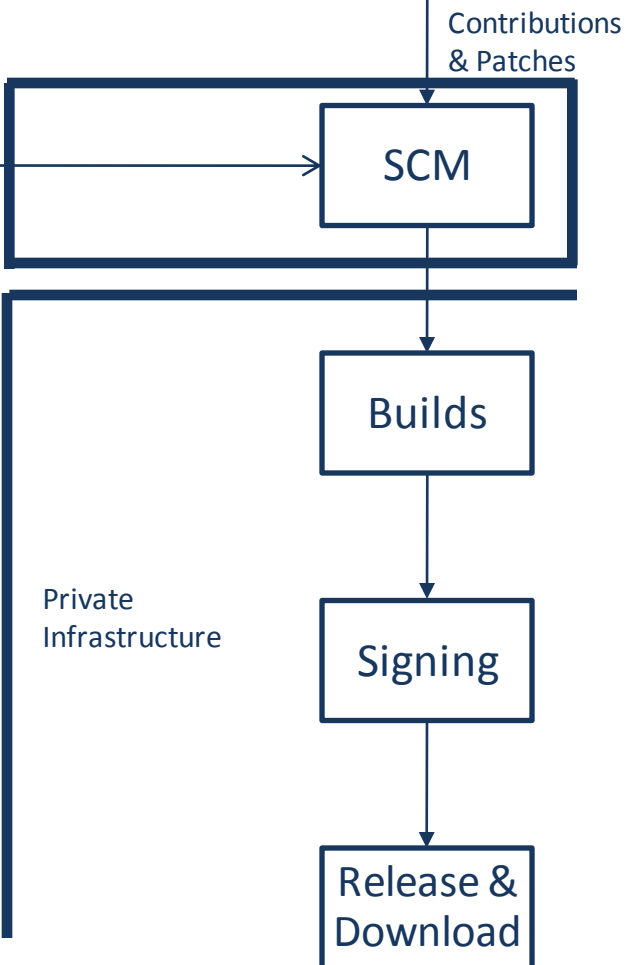 Contributions
& Patches
SCM
Builds
Private
Infrastructure
Signing
Release &
Download